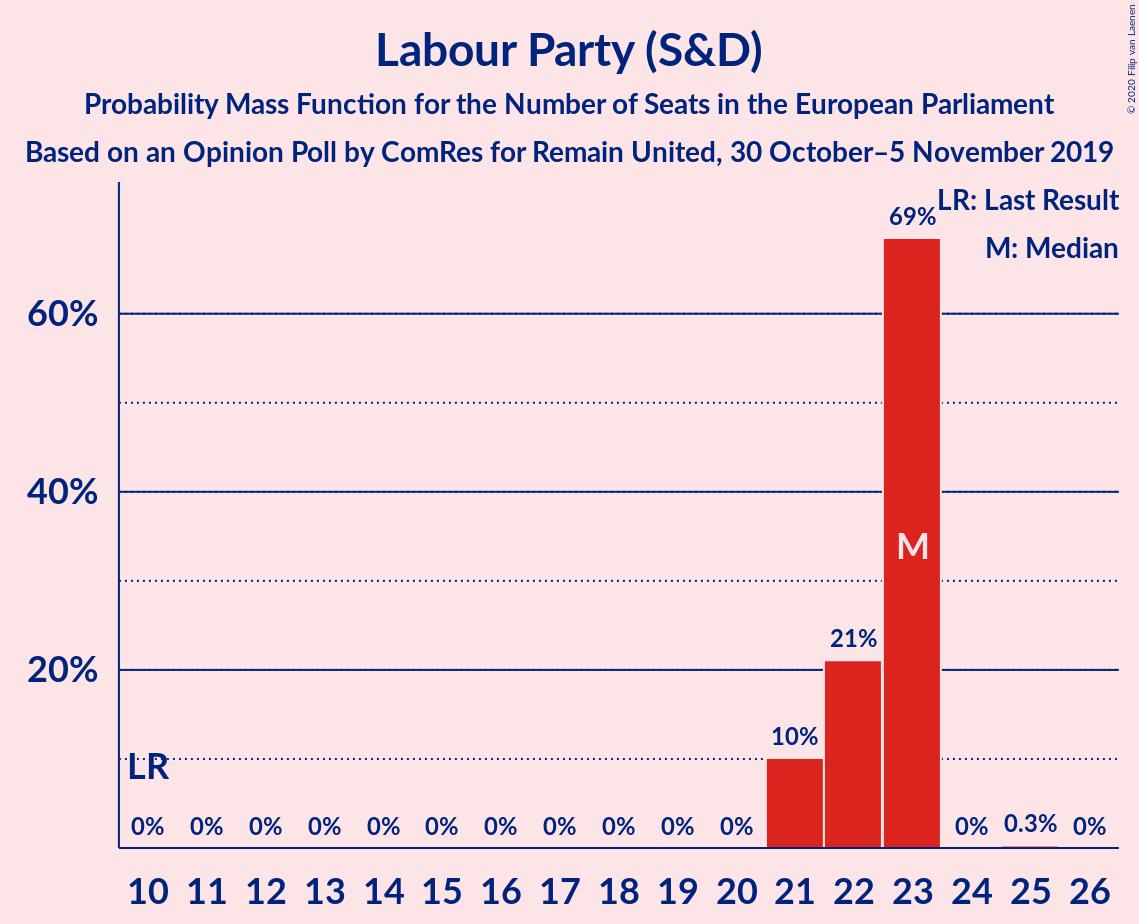 Labour Party (S&D)
Probability Mass Function for the Number of Seats in the European Parliament
Based on an Opinion Poll by ComRes for Remain United, 30 October–5 November 2019
© 2020 Filip van Laenen
LR: Last Result
M: Median
69%
60%
40%
M
21%
20%
10%
LR
0% 0% 0% 0% 0% 0% 0% 0% 0% 0% 0% 0% 0.3% 0%
10 11 12 13 14 15 16 17 18 19 20 21 22 23 24 25 26